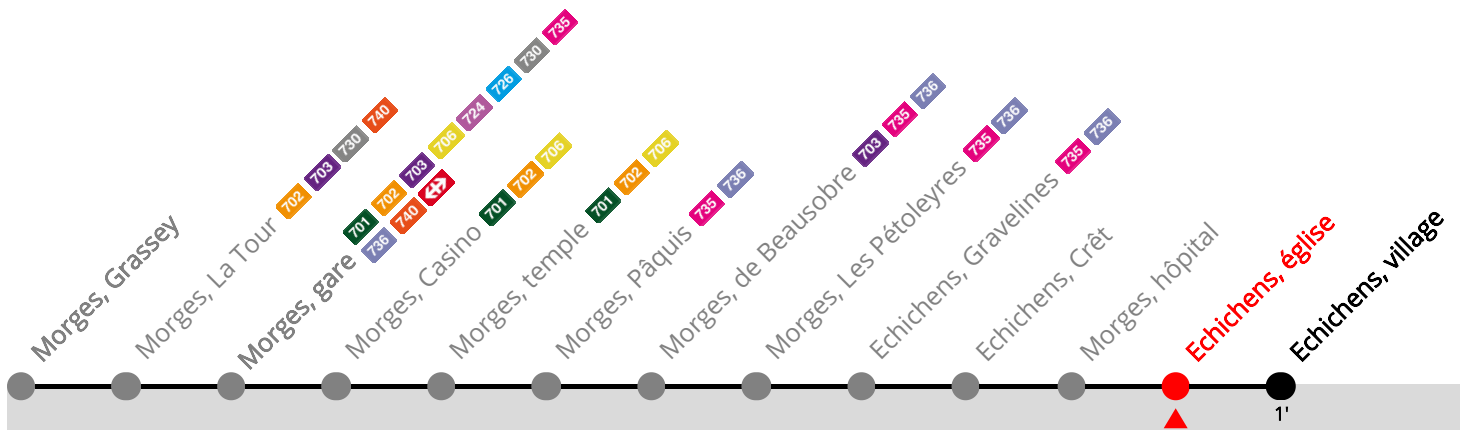 Morges, Grassey
Morges, La Tour 702 703 730 740
Morges, gare 701 702 703 706 724 726 730 735
736 740
Morges, Casino 701 702 706
Morges, temple 701 702 706
Morges, Pâquis 735 736
Morges, de Beausobre 703 735 736
Morges, Les Pétoleyres 735 736
Echichens, Gravelines 735 736
Echichens, Crêt
Morges, hôpital
Echichens, église
Echichens, village
1'